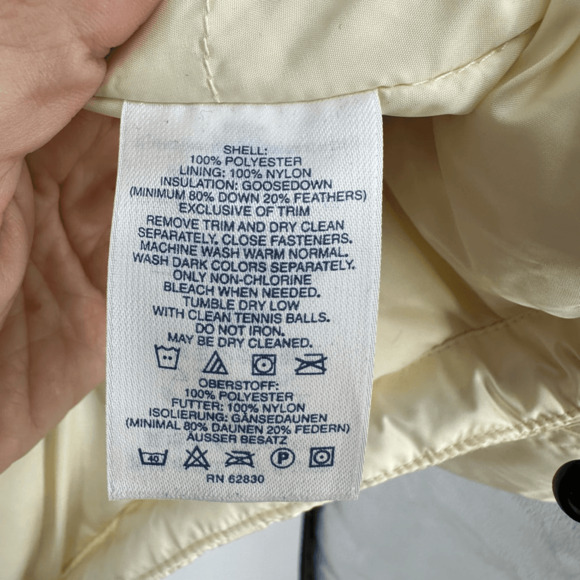 SHELL:
100% POLYESTER
LINING: 100% NYLON
INSULATION: GOOSEDOWN
(MINIMUM 80% DOWN 20% FEATHERS)
EXCLUSIVE OF TRIM
REMOVE TRIM AND DRY CLEAN
SEPARATELY. CLOSE FASTENERS.
MACHINE WASH WARM NORMAL.
WASH DARK COLORS SEPARATELY.
ONLY NON-CHLORINE
BLEACH WHEN NEEDED.
TUMBLE DRY LOW
WITH CLEAN TENNIS BALLS.
DO NOT IRON.
MAY BE DRY CLEANED.
OBERSTOFF:
100% POLYESTER
FUTTER: 100% NYLON
ISOLIERUNG: GÄNSEDAUNEN
(MINIMAL 80% DAUNEN 20% FEDERN)
ÄUSSER BESATZ
40 P
RN 62830